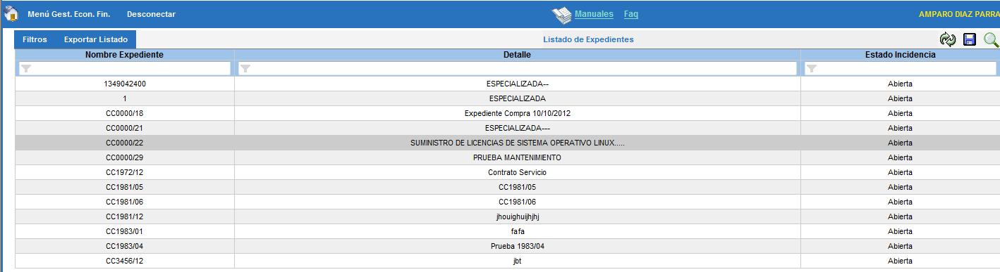 Menú Gest. Econ. Fin. Desconectar Manuales Faq AMPARO DIAZ PARRA
Filtros Exportar Listado Listado de Expedientes
Nombre Expediente Detalle Estado Incidencia
1349042400 ESPECIALIZADA-- Abierta
1 ESPECIALIZADA Abierta
CC0000/18 Expediente Compra 10/10/2012 Abierta
CC0000/21 ESPECIALIZADA--- Abierta
CC0000/22 SUMINISTRO DE LICENCIAS DE SISTEMA OPERATIVO LINUX..... Abierta
CC0000/29 PRUEBA MANTENIMIENTO Abierta
CC1972/12 Contrato Servicio Abierta
CC1981/05 CC1981/05 Abierta
CC1981/06 CC1981/06 Abierta
CC1981/12 jhouighuijhjhj Abierta
CC1983/01 fafa Abierta
CC1983/04 Prueba 1983/04 Abierta
CC3456/12 jbt Abierta